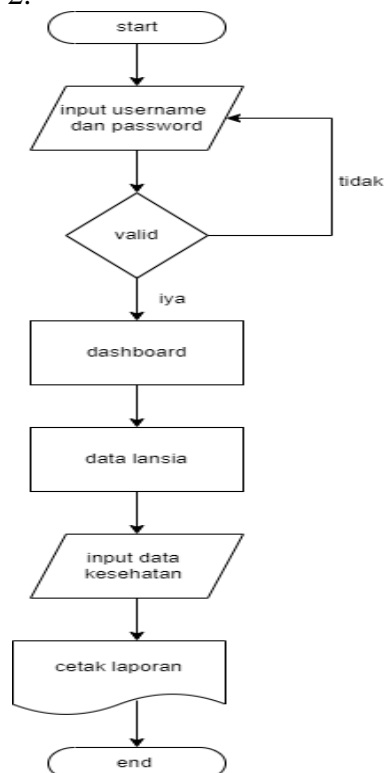 2.
start
input username
dan password
tidak
valid
iya
dashboard
data lansia
input data
kesehatan
cetak laporan
end